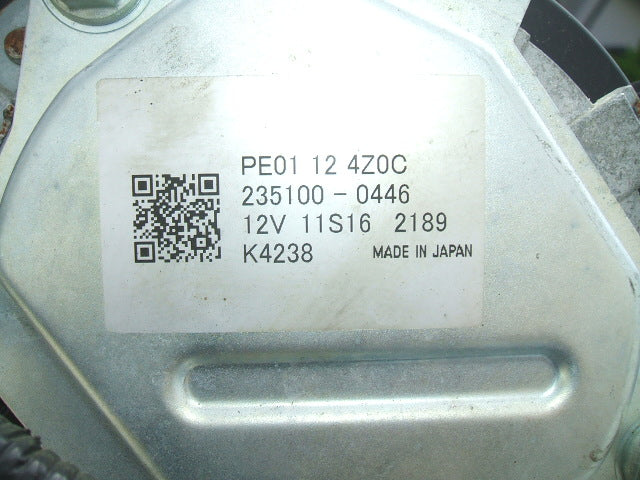 PE01 12 4Z0C
235100-0446
12V 11S16 2189
K4238 MADE IN JAPAN